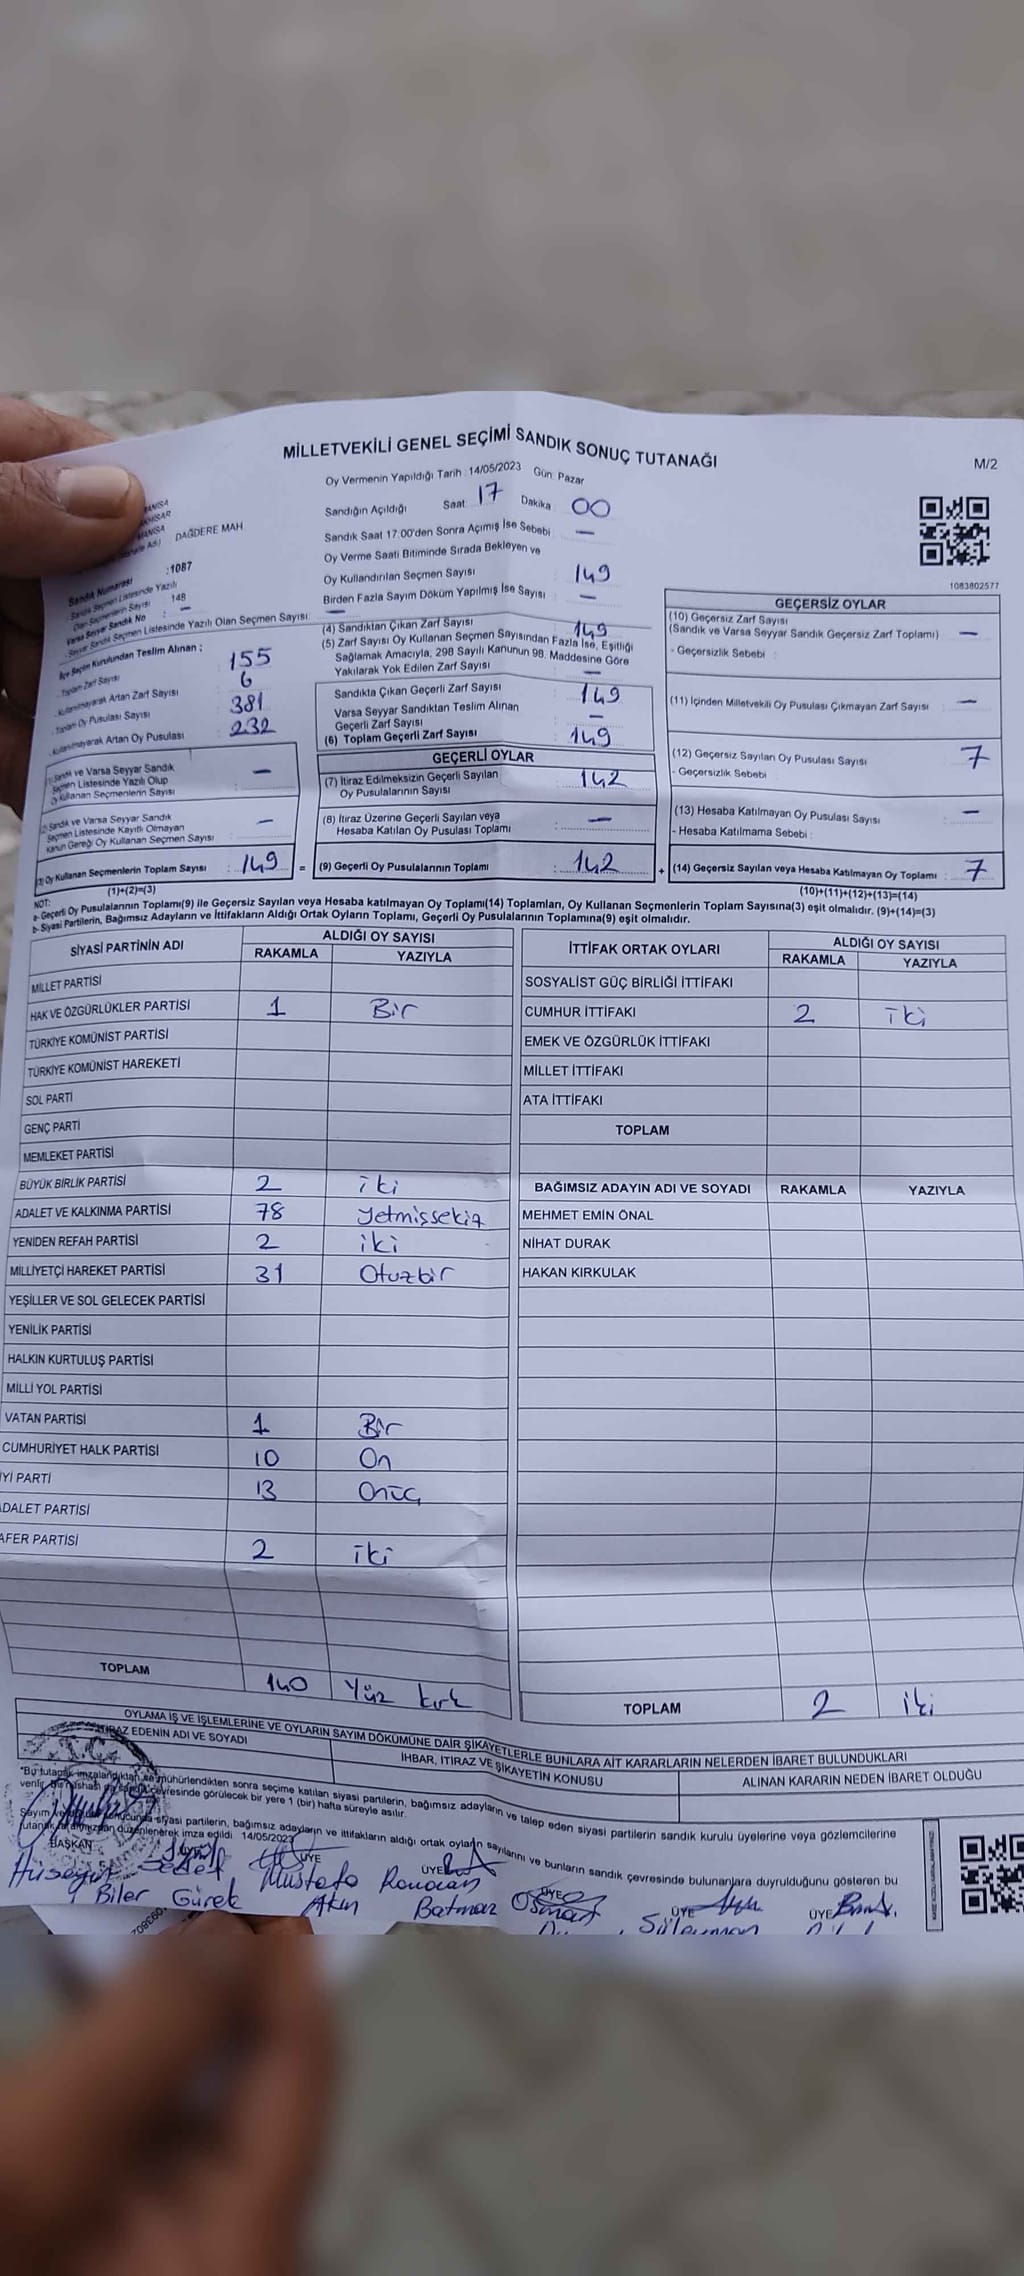 MİLLETVEKİLİ GENEL SEÇİMİ SANDIK SONUÇ TUTANAĞI
M/2
Oy Vermenin Yapıldığı Tarih : 14/05/2023 Gün Pazar
Sandığın Açıldığı Saat 17 Dakika 00
Sandık Saat 17:00'den Sonra Açımış İse Sebebi —
Oy Verme Saati Bitiminde Sırada Bekleyen ve
Oy Kullandırılan Seçmen Sayısı 149
Birden Fazla Sayım Döküm Yapılmış İse Sayısı —
DAĞDERE MAH
Sandık Numarası :1087
Sandık Seçmen Listesinde Yazılı
Olan Seçmenlerin Sayısı 148
Varsa Seyyar Sandık No : —
Seyyar Sandık Seçmen Listesinde Yazılı Olan Seçmen Sayısı: —
İlçe Seçim Kurulundan Teslim Alınan ;
- Toplam Zarf Sayısı 155
- Kullanılmayarak Artan Zarf Sayısı 6
- Toplam Oy Pusulası Sayısı 381
- Kullanılmayarak Artan Oy Pusulası 232
(1) Sandık ve Varsa Seyyar Sandık
Seçmen Listesinde Yazılı Olup
Oy Kullanan Seçmenlerin Sayısı —
(2) Sandık ve Varsa Seyyar Sandık
Seçmen Listesinde Kayıtlı Olmayan
Kanun Gereği Oy Kullanan Seçmen Sayısı —
(3) Oy Kullanan Seçmenlerin Toplam Sayısı : 149 =
(1)+(2)=(3)
(4) Sandıktan Çıkan Zarf Sayısı 149
(5) Zarf Sayısı Oy Kullanan Seçmen Sayısından Fazla İse, Eşitliği
Sağlamak Amacıyla, 298 Sayılı Kanunun 98. Maddesine Göre
Yakılarak Yok Edilen Zarf Sayısı —
Sandıkta Çıkan Geçerli Zarf Sayısı 149
Varsa Seyyar Sandıktan Teslim Alınan
Geçerli Zarf Sayısı —
(6) Toplam Geçerli Zarf Sayısı 149
GEÇERLİ OYLAR
(7) İtiraz Edilmeksizin Geçerli Sayılan
Oy Pusulalarının Sayısı : 142
(8) İtiraz Üzerine Geçerli Sayılan veya
Hesaba Katılan Oy Pusulası Toplamı : —
(9) Geçerli Oy Pusulalarının Toplamı : 142 +
1083802577
GEÇERSİZ OYLAR
(10) Geçersiz Zarf Sayısı
(Sandık ve Varsa Seyyar Sandık Geçersiz Zarf Toplamı) —
- Geçersizlik Sebebi :
(11) İçinden Milletvekili Oy Pusulası Çıkmayan Zarf Sayısı —
(12) Geçersiz Sayılan Oy Pusulası Sayısı 7
- Geçersizlik Sebebi
(13) Hesaba Katılmayan Oy Pusulası Sayısı —
- Hesaba Katılmama Sebebi :
(14) Geçersiz Sayılan veya Hesaba Katılmayan Oy Toplamı : 7
(10)+(11)+(12)+(13)=(14)
NOT:
a- Geçerli Oy Pusulalarının Toplamı(9) ile Geçersiz Sayılan veya Hesaba katılmayan Oy Toplamı(14) Toplamları, Oy Kullanan Seçmenlerin Toplam Sayısına(3) eşit olmalıdır. (9)+(14)=(3)
b- Siyasi Partilerin, Bağımsız Adayların ve İttifakların Aldığı Ortak Oyların Toplamı, Geçerli Oy Pusulalarının Toplamına(9) eşit olmalıdır.
SİYASİ PARTİNİN ADI ALDIĞI OY SAYISI
RAKAMLA YAZIYLA
MİLLET PARTİSİ
HAK VE ÖZGÜRLÜKLER PARTİSİ 1 Bir
TÜRKİYE KOMÜNİST PARTİSİ
TÜRKİYE KOMÜNİST HAREKETİ
SOL PARTİ
GENÇ PARTİ
MEMLEKET PARTİSİ
BÜYÜK BİRLİK PARTİSİ 2 iki
ADALET VE KALKINMA PARTİSİ 78 yetmişsekiz
YENİDEN REFAH PARTİSİ 2 iki
MİLLİYETÇİ HAREKET PARTİSİ 31 Otuzbir
YEŞİLLER VE SOL GELECEK PARTİSİ
YENİLİK PARTİSİ
HALKIN KURTULUŞ PARTİSİ
MİLLİ YOL PARTİSİ
VATAN PARTİSİ 1 Bir
CUMHURİYET HALK PARTİSİ 10 On
İYİ PARTİ 13 Onüç
ADALET PARTİSİ
AFER PARTİSİ 2 iki
TOPLAM 140 Yüz kırk
İTTİFAK ORTAK OYLARI ALDIĞI OY SAYISI
RAKAMLA YAZIYLA
SOSYALİST GÜÇ BİRLİĞİ İTTİFAKI
CUMHUR İTTİFAKI 2 iki
EMEK VE ÖZGÜRLÜK İTTİFAKI
MİLLET İTTİFAKI
ATA İTTİFAKI
TOPLAM
BAĞIMSIZ ADAYIN ADI VE SOYADI RAKAMLA YAZIYLA
MEHMET EMİN ÖNAL
NİHAT DURAK
HAKAN KIRKULAK
TOPLAM 2 iki
OYLAMA İŞ VE İŞLEMLERİNE VE OYLARIN SAYIM DÖKÜMÜNE DAİR ŞİKAYETLERLE BUNLARA AİT KARARLARIN NELERDEN İBARET BULUNDUKLARI
İTİRAZ EDENİN ADI VE SOYADI İHBAR, İTİRAZ VE ŞİKAYETİN KONUSU ALINAN KARARIN NEDEN İBARET OLDUĞU
T.C.
"Bu tutanak imzalandıktan ve mühürlendikten sonra seçime katılan siyasi partilerin, bağımsız adayların ve talep eden siyasi partilerin sandık kurulu üyelerine veya gözlemcilerine
verilir, bir nüshası da sandık çevresinde görülecek bir yere 1 (bir) hafta süreyle asılır.
Sayım ve döküm sonucunda siyasi partilerin, bağımsız adayların ve ittifakların aldığı ortak oyların sayılarını ve bunların sandık çevresinde bulunanlara duyrulduğunu gösteren bu
tutanak tarafımızdan düzenlenerek imza edildi 14/05/2023
BAŞKAN ÜYE ÜYE ÜYE ÜYE ÜYE
Hüseyin Sedef Mustafa Ramazan Osman Süleyman
Biler Gürek Akın Batmaz